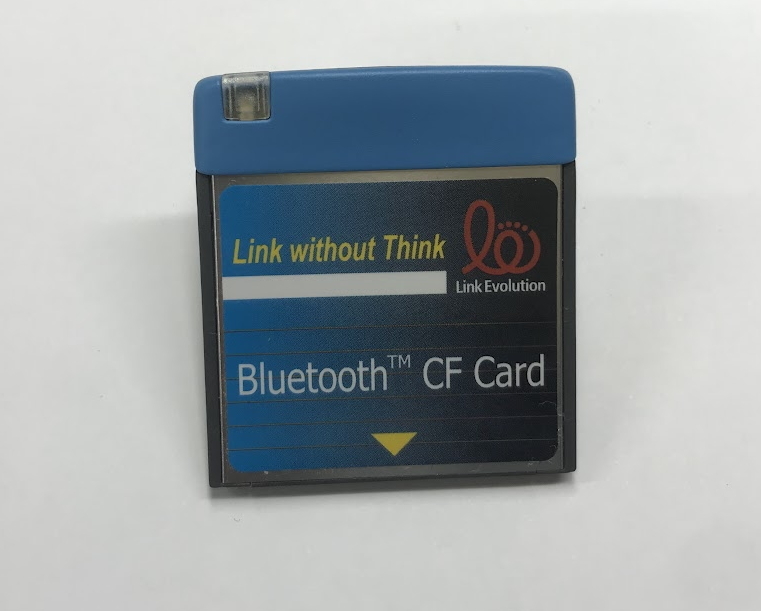 Link without Think
Link Evolution
Bluetooth™ CF Card